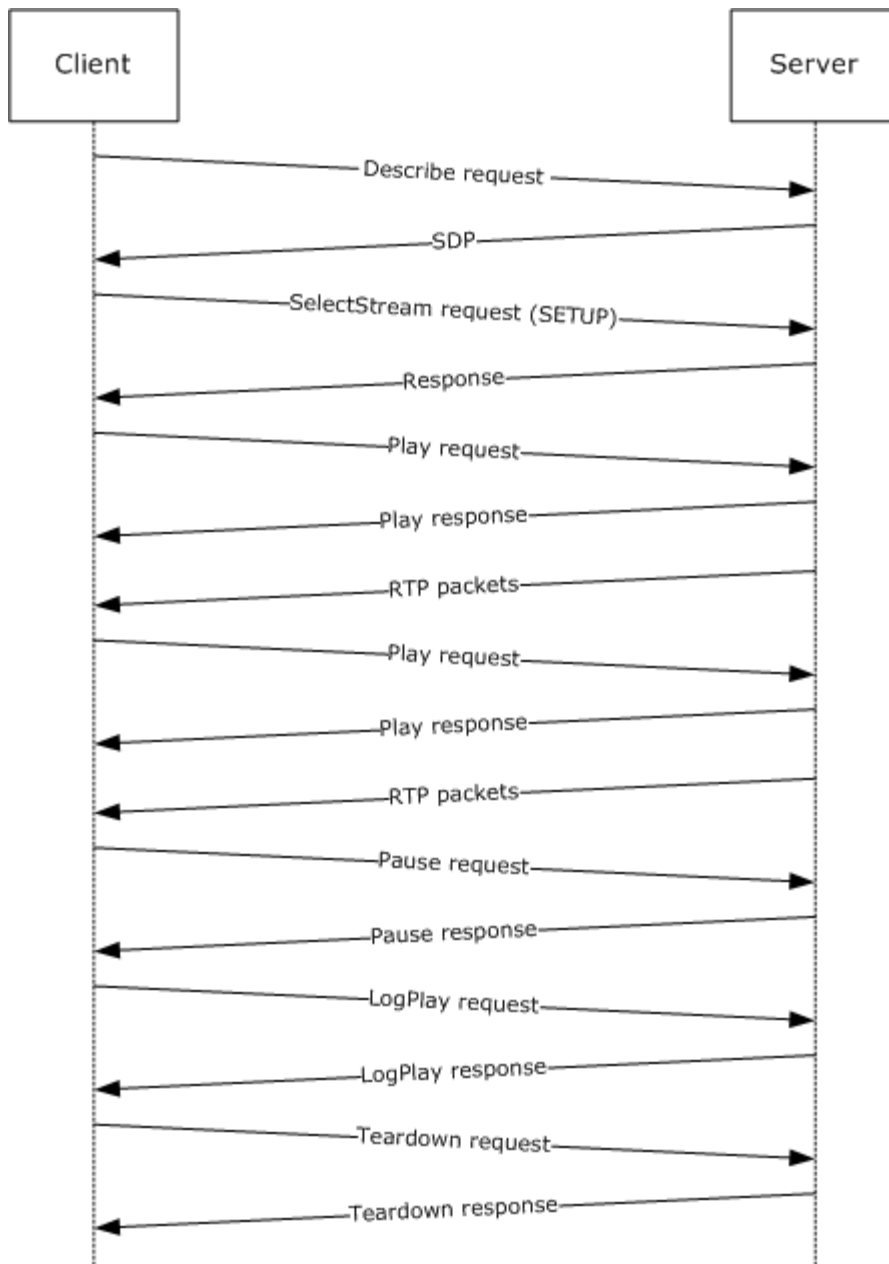 Client
Server
Describe request
SDP
SelectStream request (SETUP)
Response
Play request
Play response
RTP packets
Play request
Play response
RTP packets
Pause request
Pause response
LogPlay request
LogPlay response
Teardown request
Teardown response